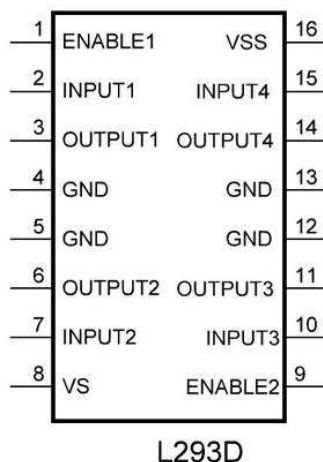 1 ENABLE1 VSS 16
2 INPUT1 INPUT4 15
3 OUTPUT1 OUTPUT4 14
4 GND GND 13
5 GND GND 12
6 OUTPUT2 OUTPUT3 11
7 INPUT2 INPUT3 10
8 VS ENABLE2 9
L293D